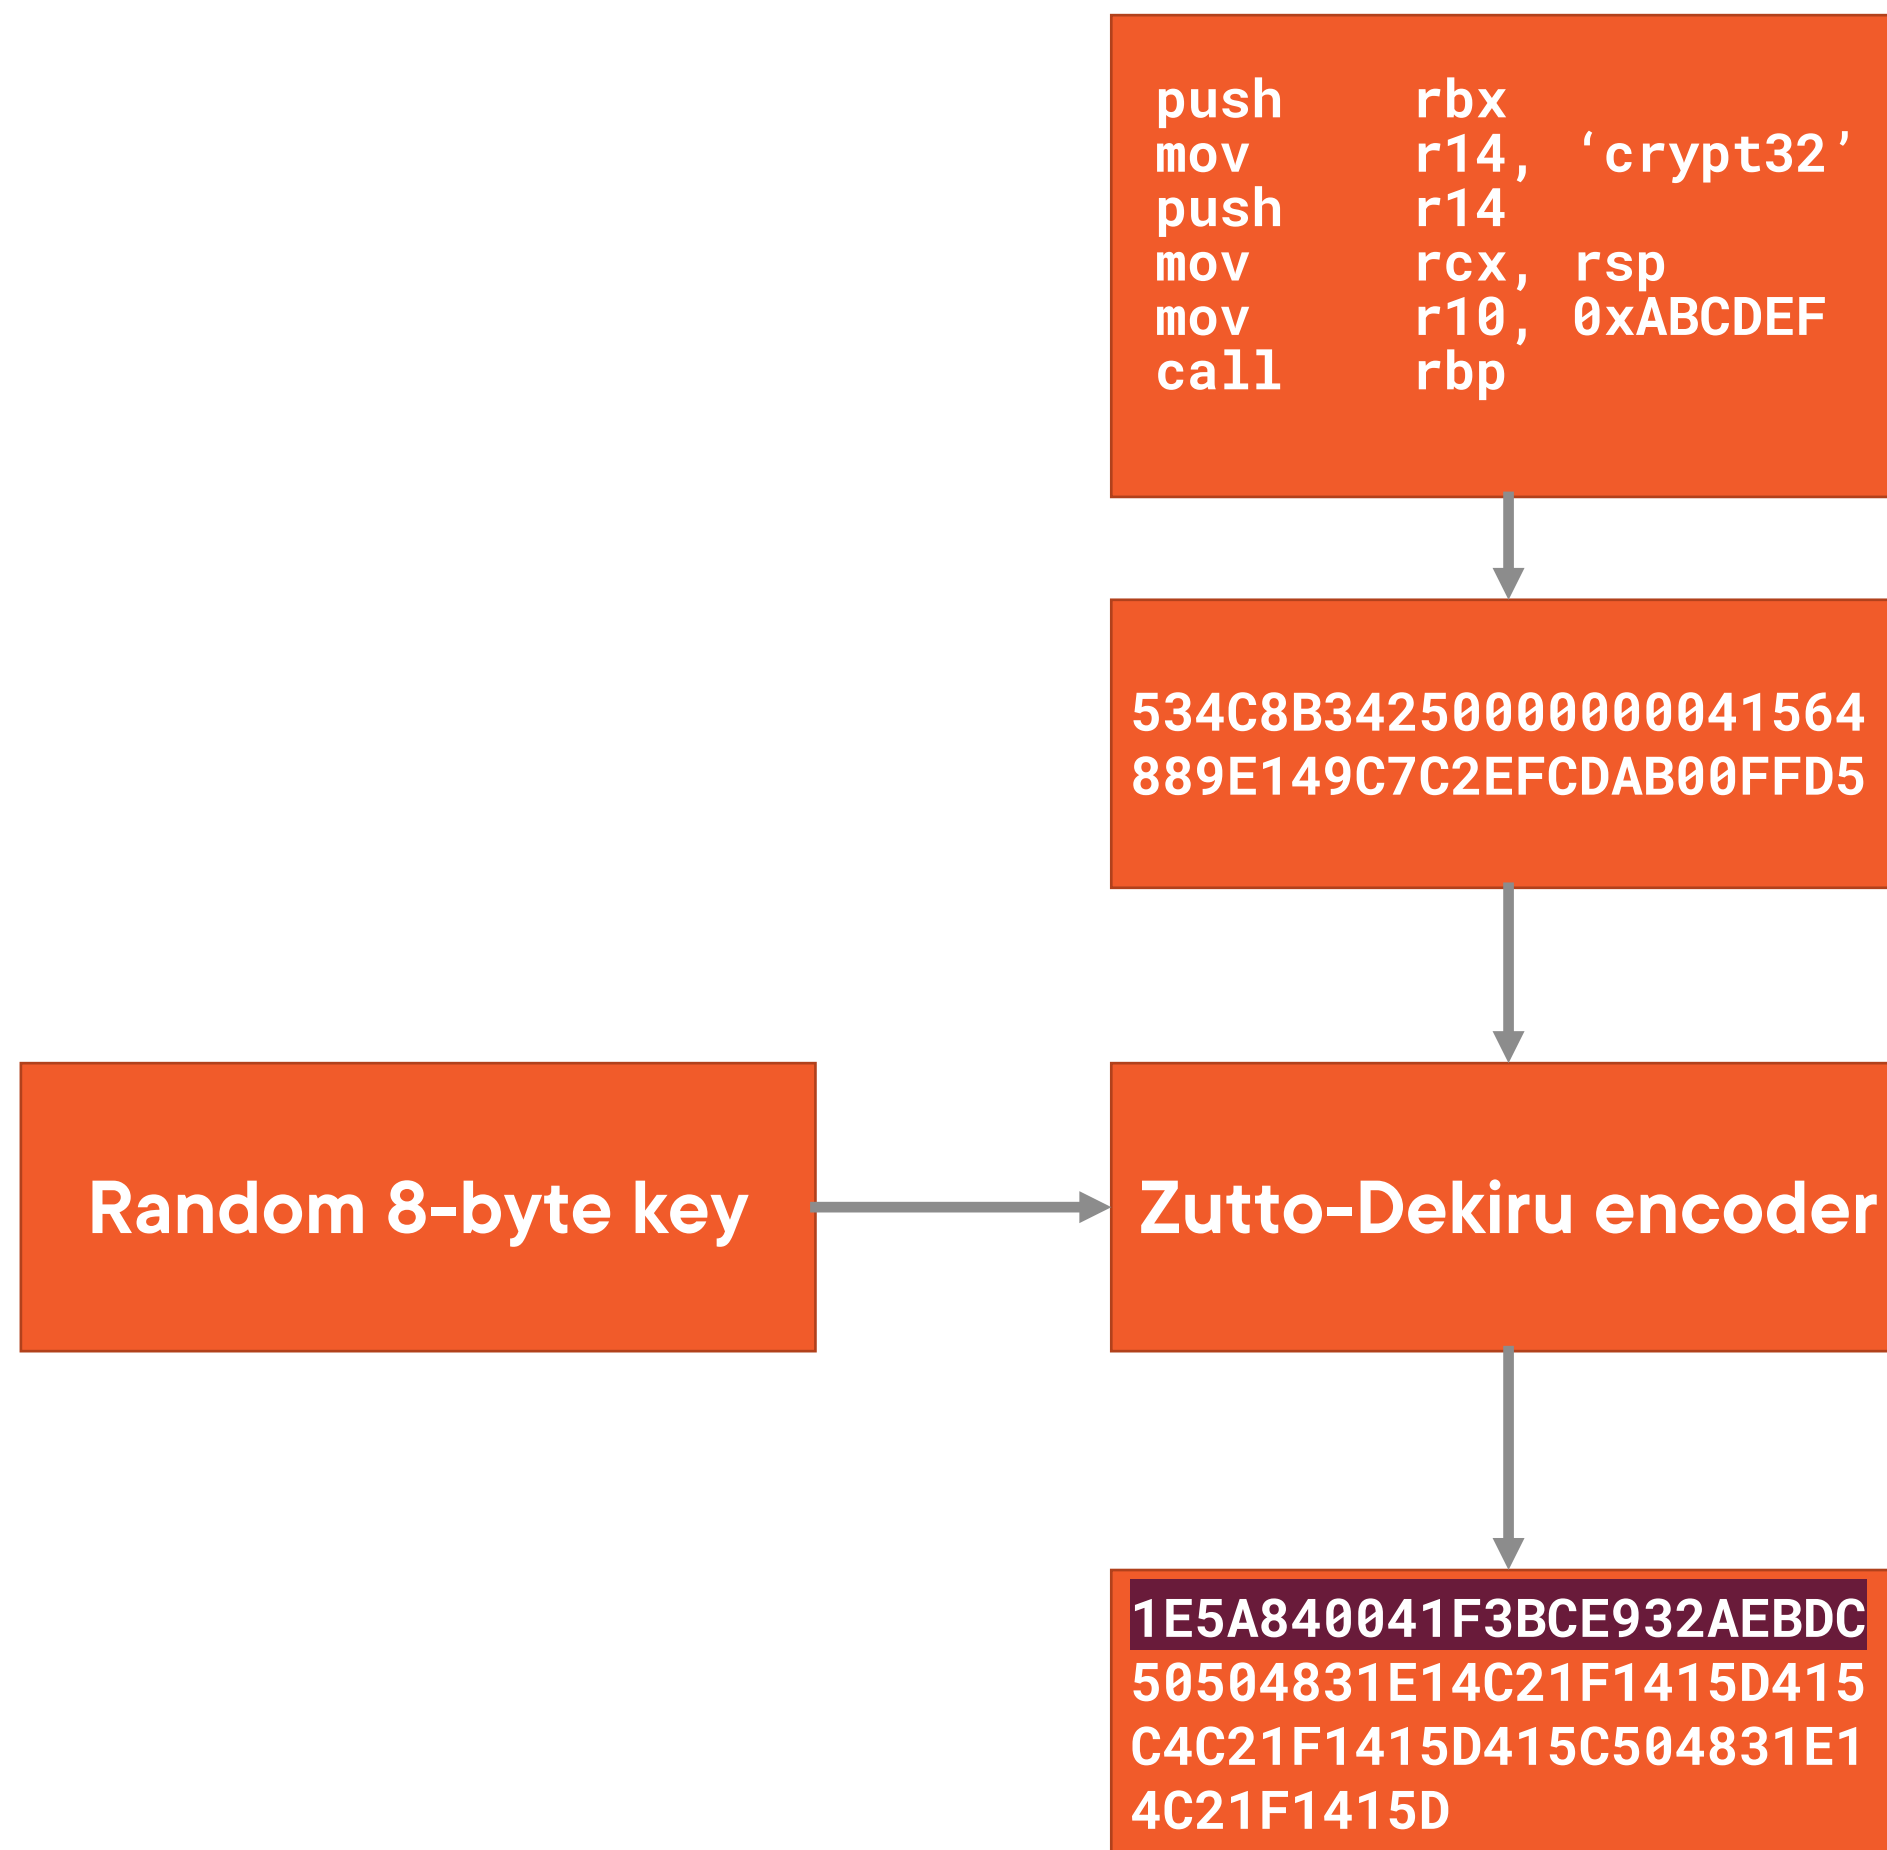 push rbx
mov r14, ‘crypt32’
push r14
mov rcx, rsp
mov r10, 0xABCDEF
call rbp
534C8B34250000000041564
889E149C7C2EFCDAB00FFD5
Random 8-byte key
Zutto-Dekiru encoder
1E5A840041F3BCE932AEBDC
50504831E14C21F1415D415
C4C21F1415D415C504831E1
4C21F1415D